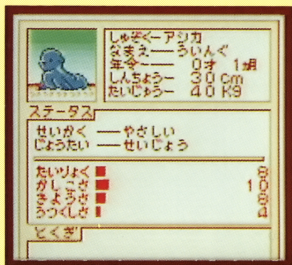 しゅぞくーアシカ
なまえ――ういんぐ
年令―― 0才 1ヵ月
しんちょう― 30cm
たいじゅう― 40Kg
ステータス
せいかく ――やさしい
じょうたい ――せいじょう
たいりょく 8
かしこさ 10
きようさ 8
うつくしさ 4
とくぎ